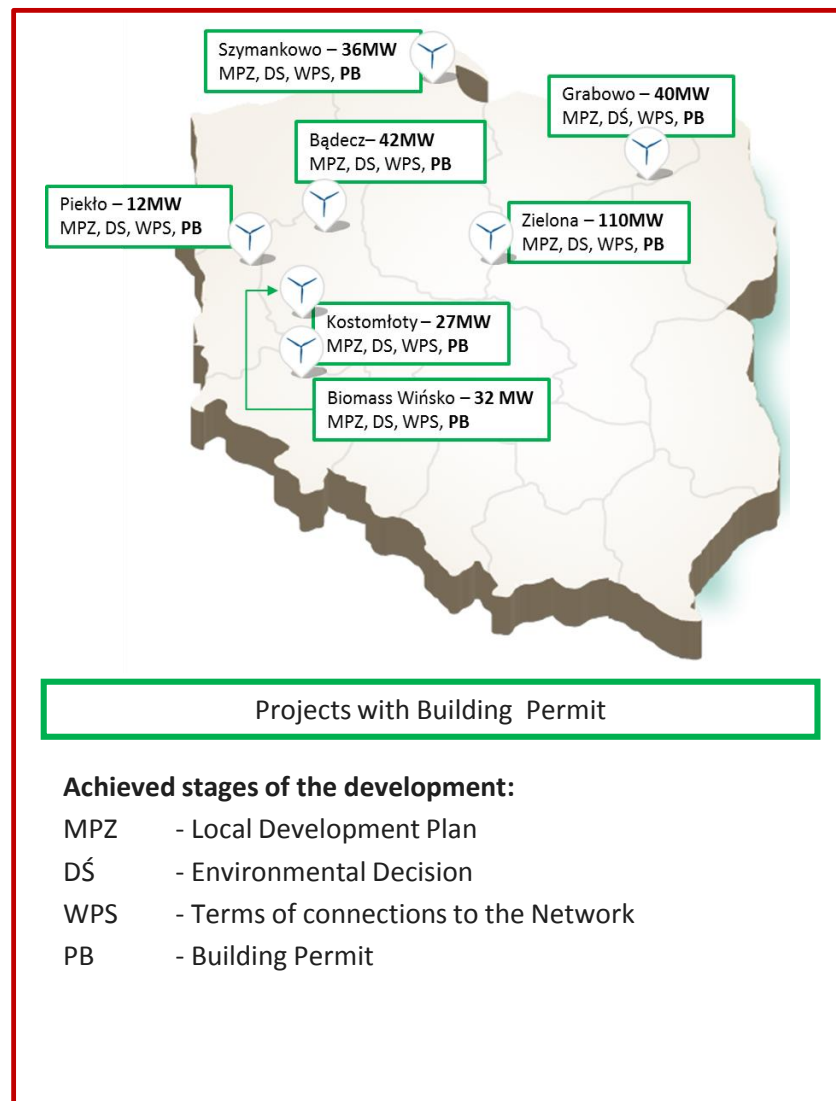 Szymankowo – 36MW
MPZ, DS, WPS, PB
Grabowo – 40MW
MPZ, DŚ, WPS, PB
Bądecz– 42MW
MPZ, DS, WPS, PB
Piekło – 12MW
MPZ, DS, WPS, PB
Zielona – 110MW
MPZ, DS, WPS, PB
Kostomłoty – 27MW
MPZ, DS, WPS, PB
Biomass Wińsko – 32 MW
MPZ, DS, WPS, PB
Projects with Building Permit
Achieved stages of the development:
MPZ - Local Development Plan
DŚ - Environmental Decision
WPS - Terms of connections to the Network
PB - Building Permit